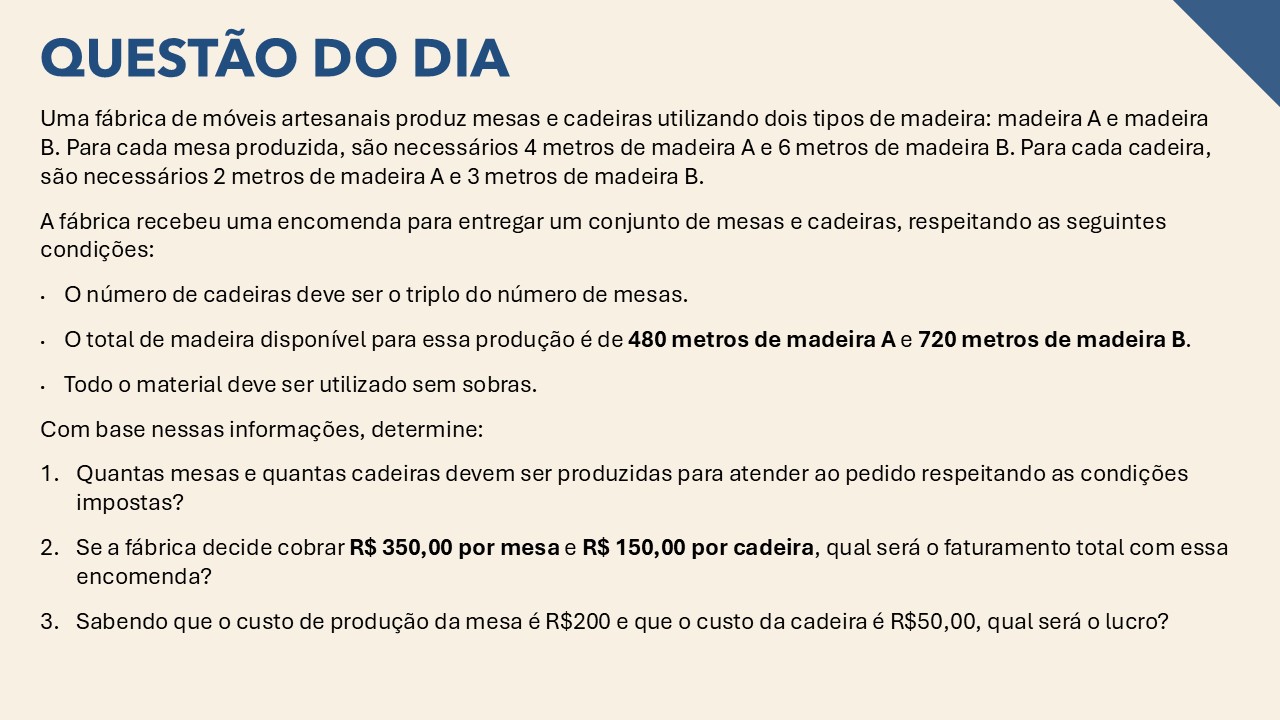 QUESTÃO DO DIA
Uma fábrica de móveis artesanais produz mesas e cadeiras utilizando dois tipos de madeira: madeira A e madeira
B. Para cada mesa produzida, são necessários 4 metros de madeira A e 6 metros de madeira B. Para cada cadeira,
são necessários 2 metros de madeira A e 3 metros de madeira B.
A fábrica recebeu uma encomenda para entregar um conjunto de mesas e cadeiras, respeitando as seguintes
condições:
· O número de cadeiras deve ser o triplo do número de mesas.
· O total de madeira disponível para essa produção é de 480 metros de madeira A e 720 metros de madeira B.
· Todo o material deve ser utilizado sem sobras.
Com base nessas informações, determine:
1. Quantas mesas e quantas cadeiras devem ser produzidas para atender ao pedido respeitando as condições
impostas?
2. Se a fábrica decide cobrar R$ 350,00 por mesa e R$ 150,00 por cadeira, qual será o faturamento total com essa
encomenda?
3. Sabendo que o custo de produção da mesa é R$200 e que o custo da cadeira é R$50,00, qual será o lucro?